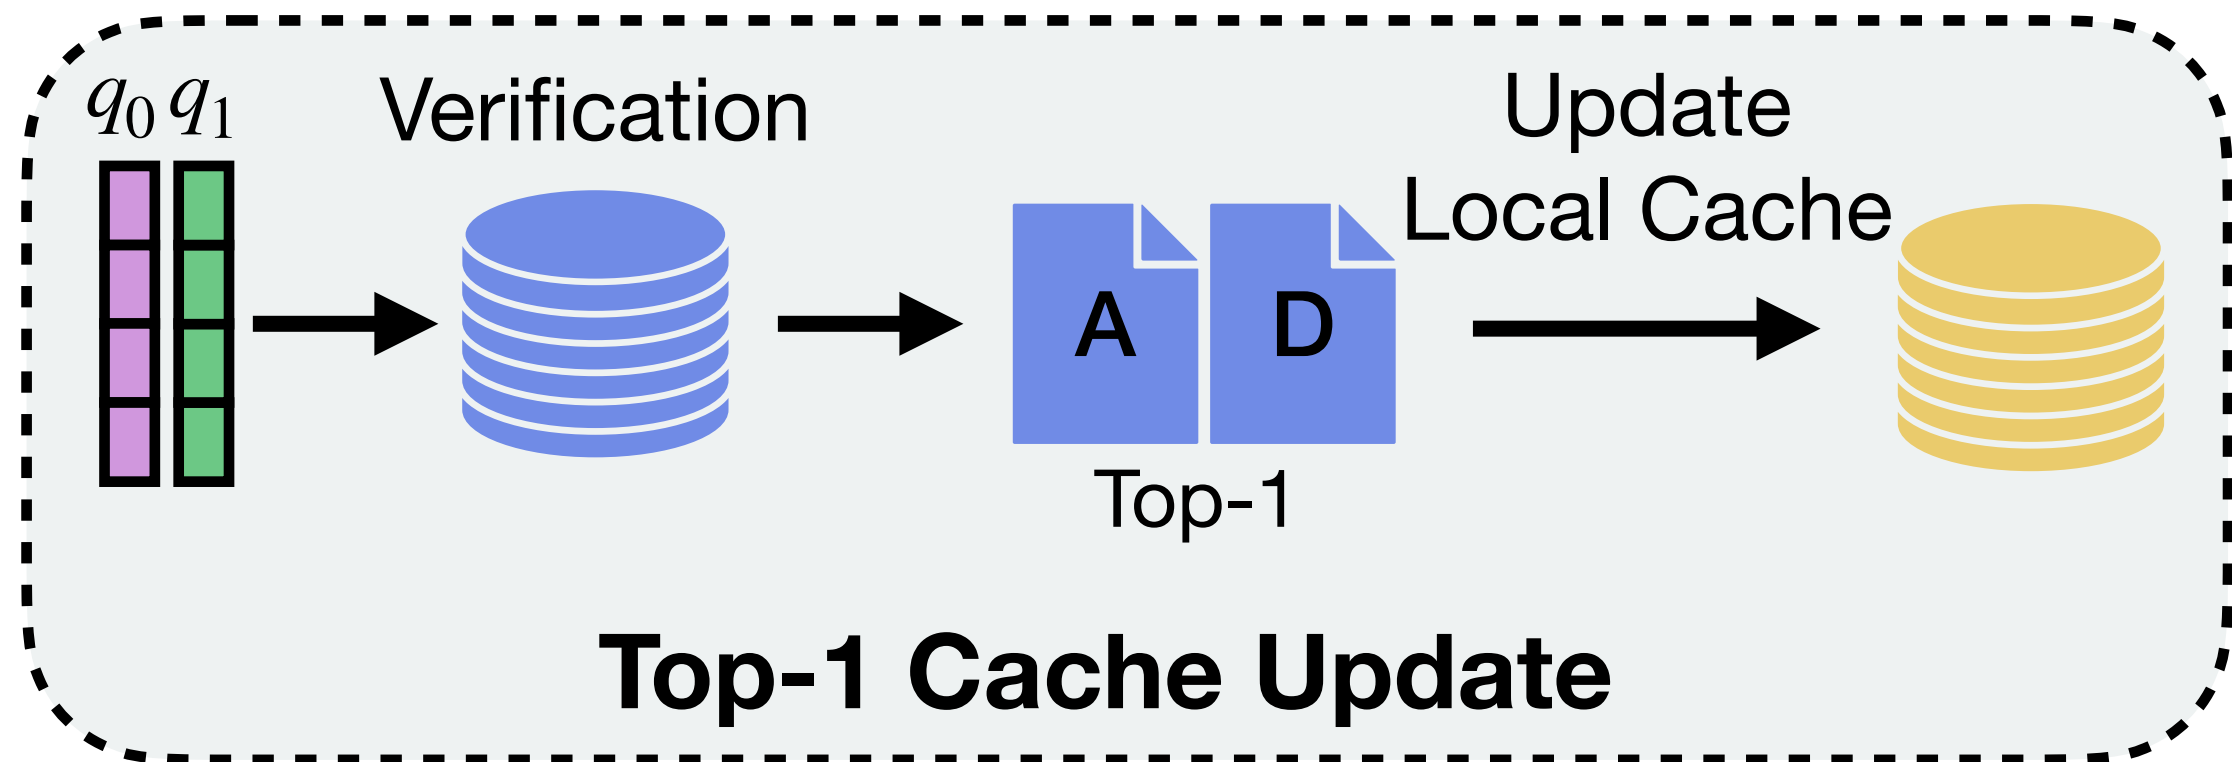 q0 q1
Verification
Update
Local Cache
A D
Top-1
Top-1 Cache Update